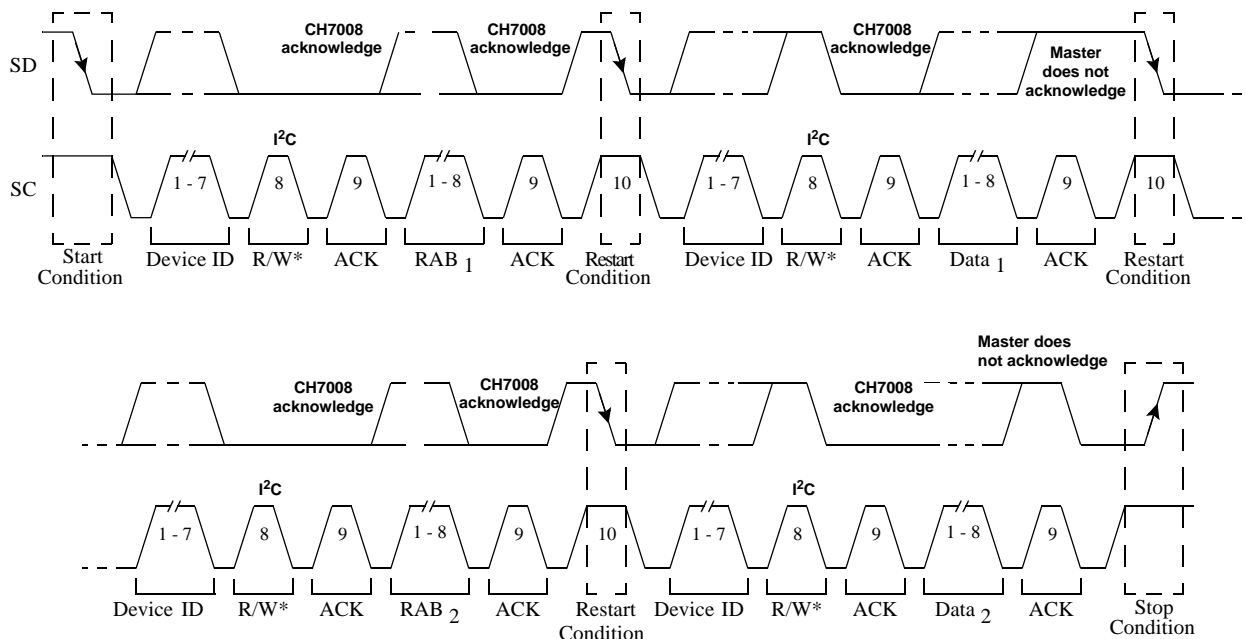 CH7008 acknowledge
CH7008 acknowledge
CH7008 acknowledge
Master does not acknowledge
SD
I²C
I²C
SC
1 - 7
8
9
1 - 8
9
10
1 - 7
8
9
1 - 8
9
10
Start Condition
Device ID
R/W*
ACK
RAB 1
ACK
Restart Condition
Device ID
R/W*
ACK
Data 1
ACK
Restart Condition
CH7008 acknowledge
CH7008 acknowledge
CH7008 acknowledge
Master does not acknowledge
I²C
I²C
1 - 7
8
9
1 - 8
9
10
1 - 7
8
9
1 - 8
9
Device ID
R/W*
ACK
RAB 2
ACK
Restart Condition
Device ID
R/W*
ACK
Data 2
ACK
Stop Condition